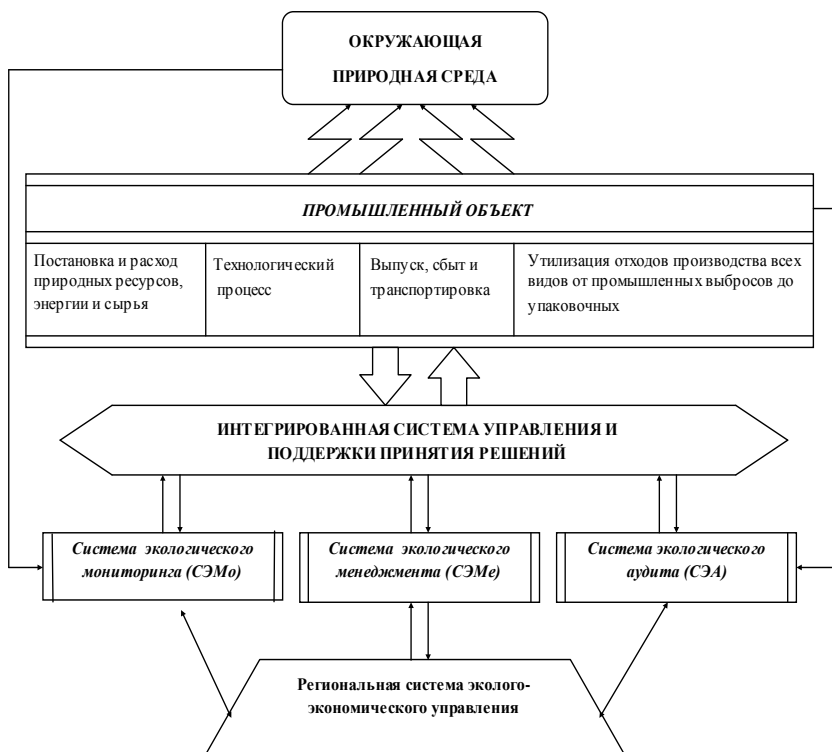 ОКРУЖАЮЩАЯ
ПРИРОДНАЯ СРЕДА
ПРОМЫШЛЕННЫЙ ОБЪЕКТ
Постановка и расход
природных ресурсов,
энергии и сырья
Технологический
процесс
Выпуск, сбыт и
транспортировка
Утилизация отходов производства всех
видов от промышленных выбросов до
упаковочных
ИНТЕГРИРОВАННАЯ СИСТЕМА УПРАВЛЕНИЯ И
ПОДДЕРЖКИ ПРИНЯТИЯ РЕШЕНИЙ
Система экологического
мониторинга (СЭМо)
Система экологического
менеджмента (СЭМе)
Система экологического
аудита (СЭА)
Региональная система эколого-
экономического управления